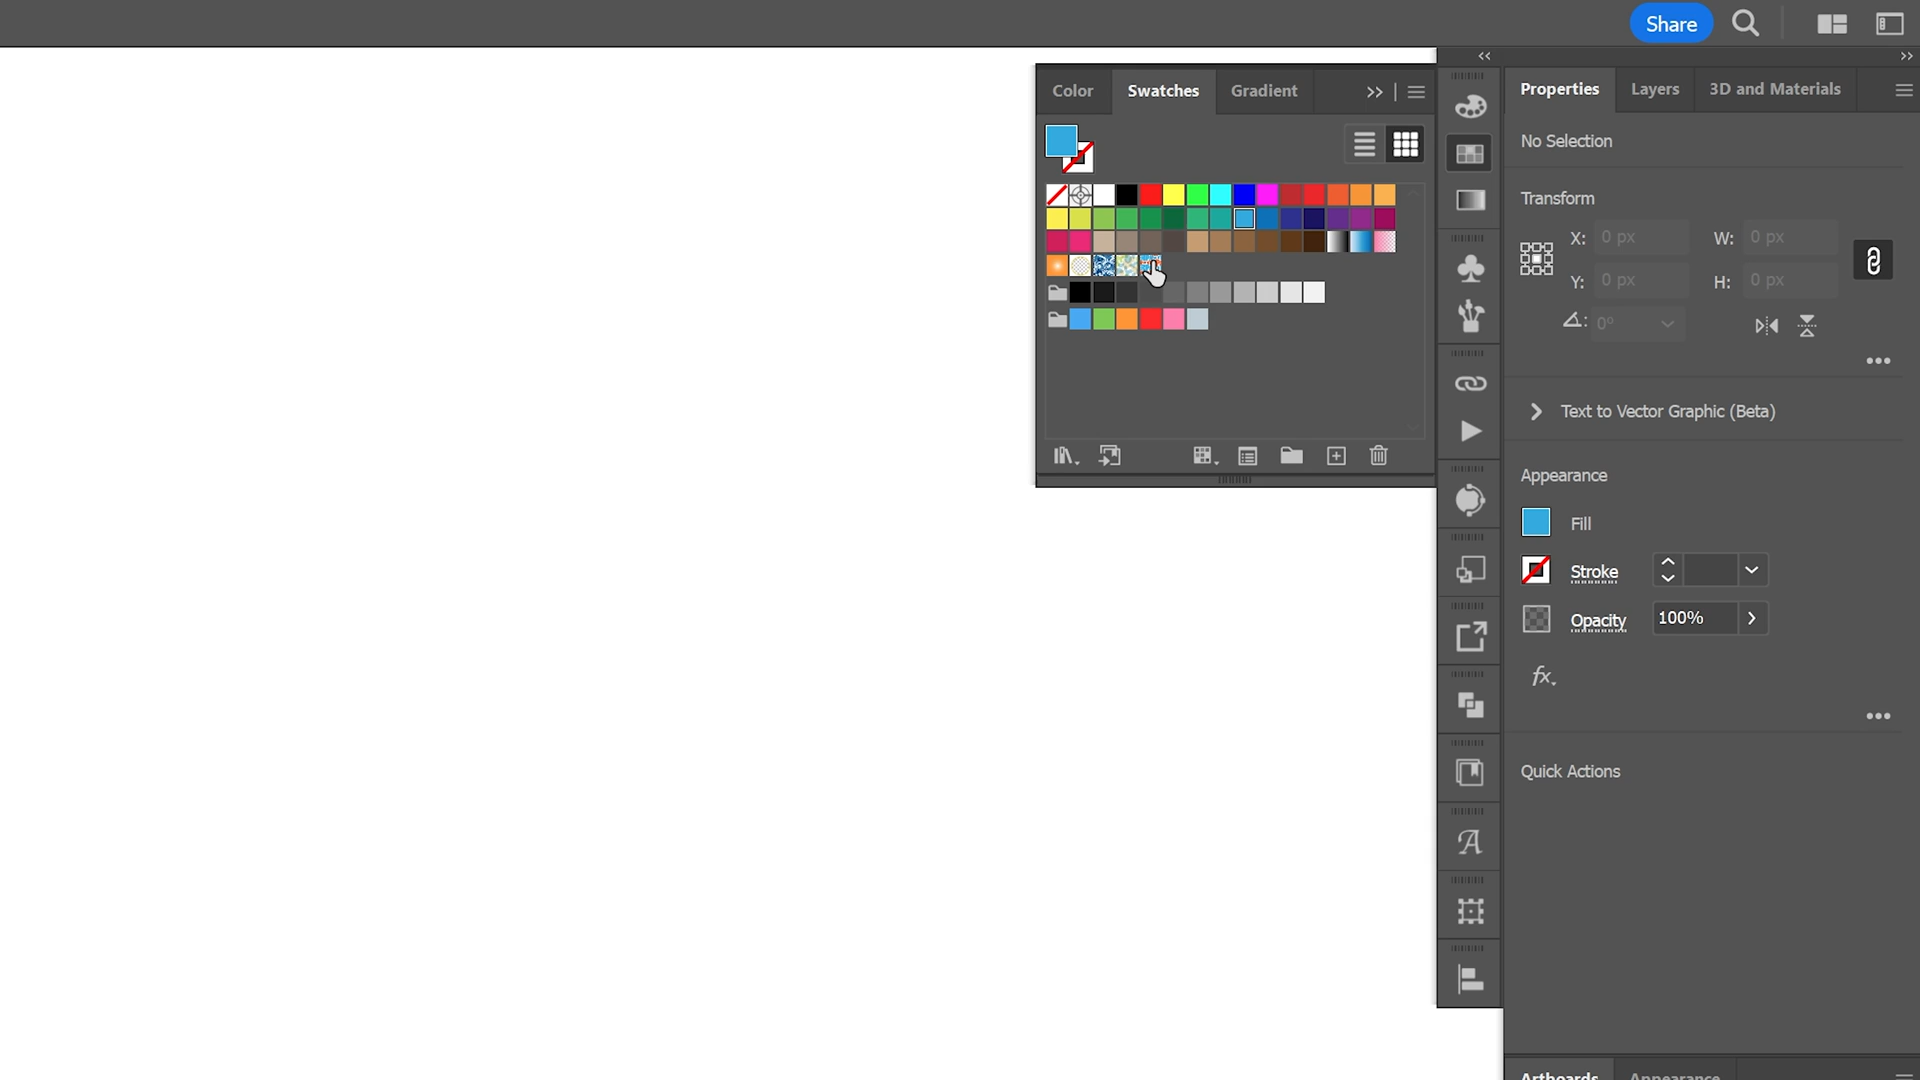 Share
Color
Swatches
Gradient
Properties
Layers
3D and Materials
No Selection
Transform
X:
0 px
W:
0 px
Y:
0 px
H:
0 px
0°
Text to Vector Graphic (Beta)
Appearance
Fill
Stroke
Opacity
100%
fx.
Quick Actions
Artboards
Appearance